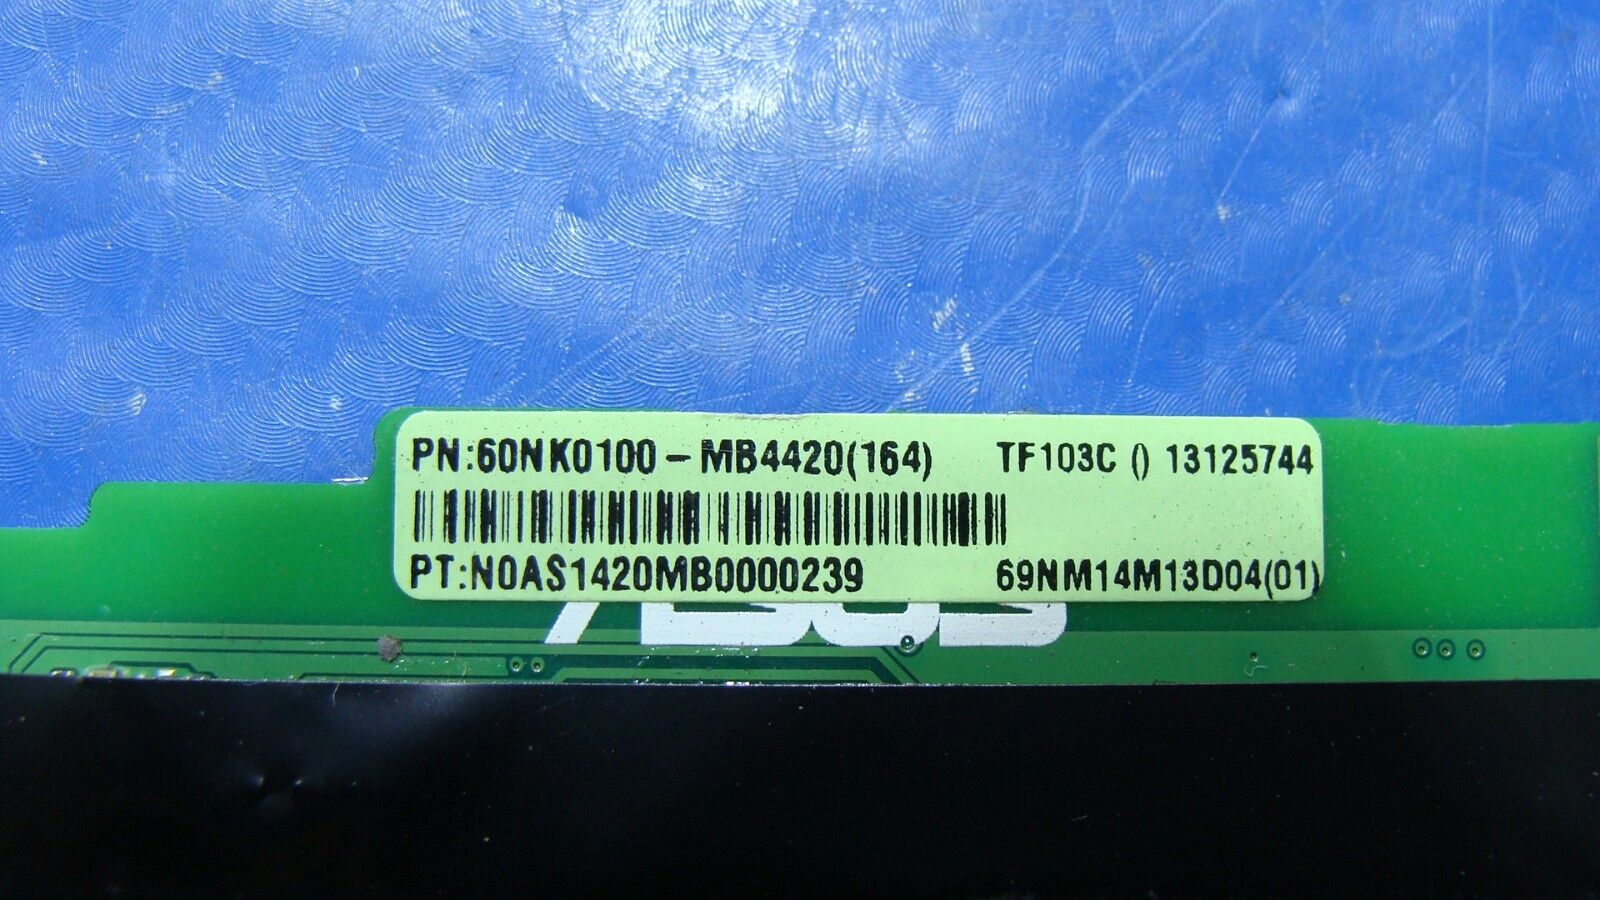 PN:60NK0100-MB4420(164) TF103C () 13125744
PT:N0AS1420MB0000239 69NM14M13D04(01)